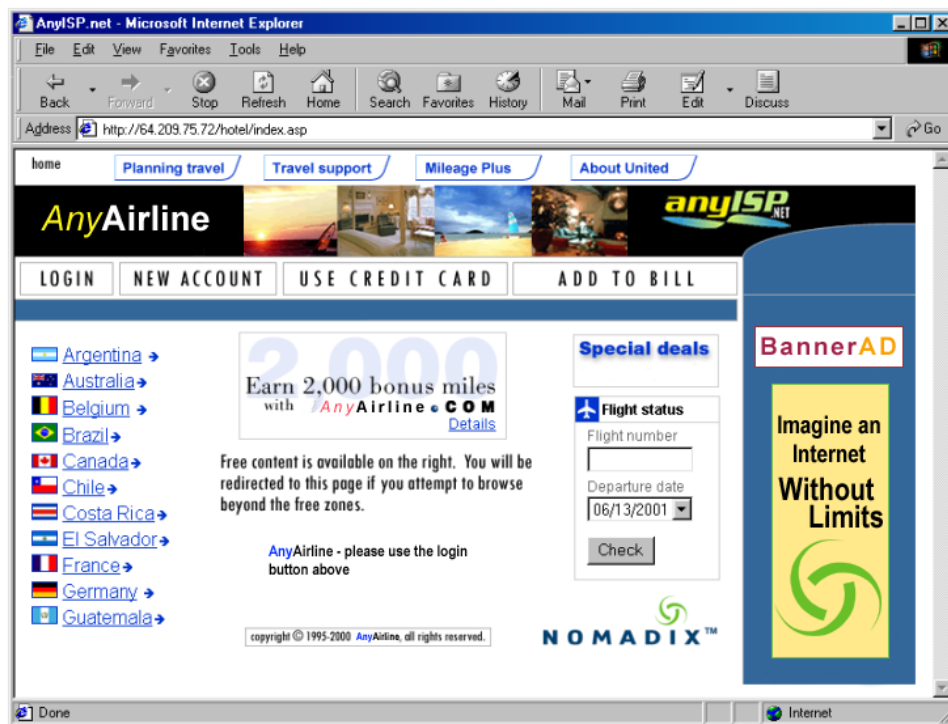 AnyISP.net - Microsoft Internet Explorer
File Edit View Favorites Tools Help
Back Forward Stop Refresh Home Search Favorites History Mail Print Edit Discuss
Address http://64.209.75.72/hotel/index.asp Go
home Planning travel Travel support Mileage Plus About United
AnyAirline
anyISP.NET
LOGIN NEW ACCOUNT USE CREDIT CARD ADD TO BILL
Argentina
Australia
Belgium
Brazil
Canada
Chile
Costa Rica
El Salvador
France
Germany
Guatemala
2,000
Earn 2,000 bonus miles
with AnyAirline.COM
Details
Free content is available on the right. You will be
redirected to this page if you attempt to browse
beyond the free zones.
AnyAirline - please use the login
button above
copyright © 1995-2000 AnyAirline, all rights reserved.
Special deals
Flight status
Flight number
Departure date
06/13/2001
Check
NOMADIX™
BannerAD
Imagine an
Internet
Without
Limits
Done Internet